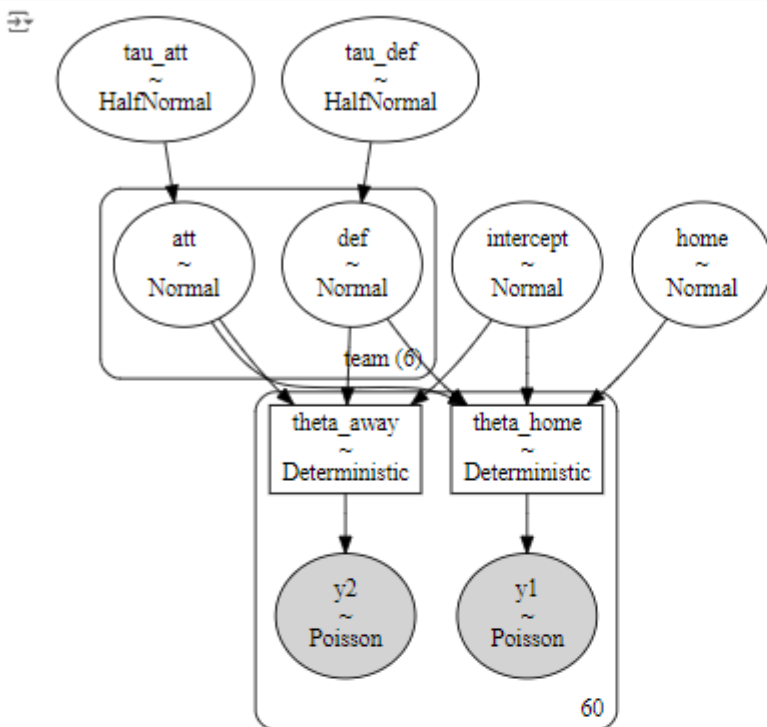 tau_att
~
HalfNormal
tau_def
~
HalfNormal
att
~
Normal
def
~
Normal
intercept
~
Normal
home
~
Normal
team (6)
theta_away
~
Deterministic
theta_home
~
Deterministic
y2
~
Poisson
y1
~
Poisson
60